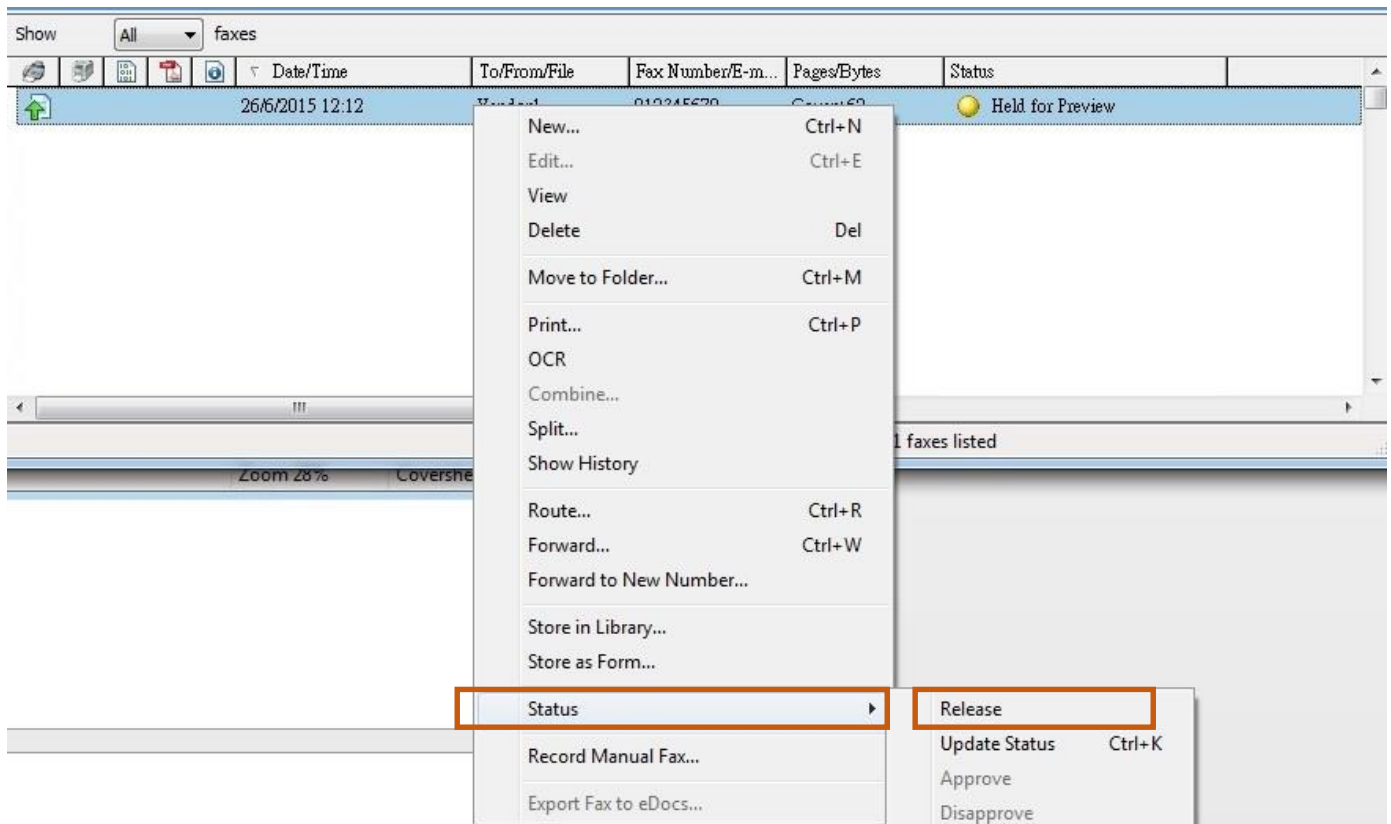 Show All faxes
Date/Time To/From/File Fax Number/E-m... Pages/Bytes Status
26/6/2015 12:12 Held for Preview
New... Ctrl+N
Edit... Ctrl+E
View
Delete Del
Move to Folder... Ctrl+M
Print... Ctrl+P
OCR
Combine...
Split...
1 faxes listed
Show History
Zoom 28% Covershe
Route... Ctrl+R
Forward... Ctrl+W
Forward to New Number...
Store in Library...
Store as Form...
Status Release
Update Status Ctrl+K
Record Manual Fax...
Approve
Export Fax to eDocs...
Disapprove